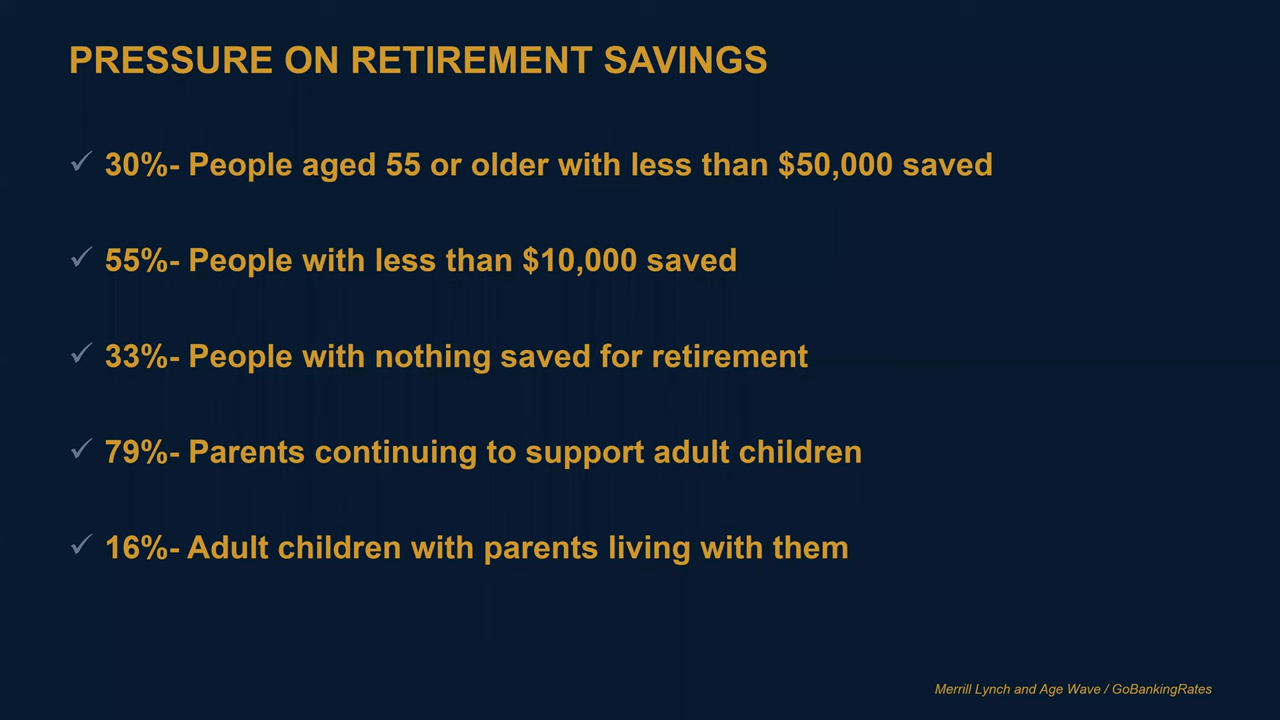 PRESSURE ON RETIREMENT SAVINGS
✓ 30%- People aged 55 or older with less than $50,000 saved
✓ 55%- People with less than $10,000 saved
✓ 33%- People with nothing saved for retirement
✓ 79%- Parents continuing to support adult children
✓ 16%- Adult children with parents living with them
Merrill Lynch and Age Wave / GoBankingRates